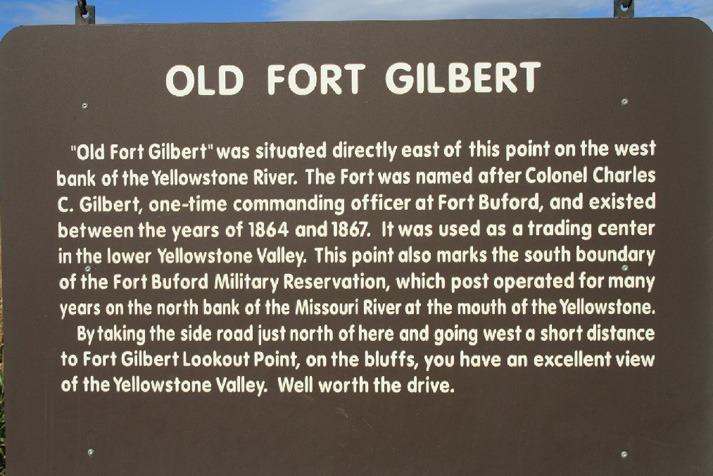 OLD FORT GILBERT
"Old Fort Gilbert" was situated directly east of this point on the west
bank of the Yellowstone River. The Fort was named after Colonel Charles
C. Gilbert, one-time commanding officer at Fort Buford, and existed
between the years of 1864 and 1867. It was used as a trading center
in the lower Yellowstone Valley. This point also marks the south boundary
of the Fort Buford Military Reservation, which post operated for many
years on the north bank of the Missouri River at the mouth of the Yellowstone.
By taking the side road just north of here and going west a short distance
to Fort Gilbert Lookout Point, on the bluffs, you have an excellent view
of the Yellowstone Valley. Well worth the drive.